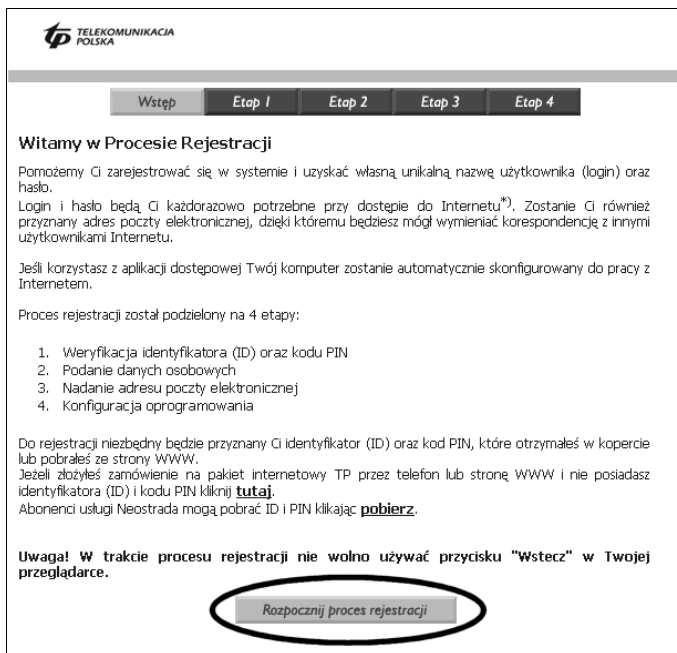 tp TELEKOMUNIKACJA
POLSKA
Wstęp Etap 1 Etap 2 Etap 3 Etap 4
Witamy w Procesie Rejestracji
Pomożemy Ci zarejestrować się w systemie i uzyskać własną unikalną nazwę użytkownika (login) oraz
hasło.
Login i hasło będą Ci każdorazowo potrzebne przy dostępie do Internetu*). Zostanie Ci również
przyznany adres poczty elektronicznej, dzięki któremu będziesz mógł wymieniać korespondencję z innymi
użytkownikami Internetu.
Jeśli korzystasz z aplikacji dostępowej Twój komputer zostanie automatycznie skonfigurowany do pracy z
Internetem.
Proces rejestracji został podzielony na 4 etapy:
1. Weryfikacja identyfikatora (ID) oraz kodu PIN
2. Podanie danych osobowych
3. Nadanie adresu poczty elektronicznej
4. Konfiguracja oprogramowania
Do rejestracji niezbędny będzie przyznany Ci identyfikator (ID) oraz kod PIN, które otrzymałeś w kopercie
lub pobrałeś ze strony WWW.
Jeżeli złożyłeś zamówienie na pakiet internetowy TP przez telefon lub stronę WWW i nie posiadasz
identyfikatora (ID) i kodu PIN kliknij tutaj.
Abonenci usługi Neostrada mogą pobrać ID i PIN klikając pobierz.
Uwaga! W trakcie procesu rejestracji nie wolno używać przycisku "Wstecz" w Twojej
przeglądarce.
Rozpocznij proces rejestracji